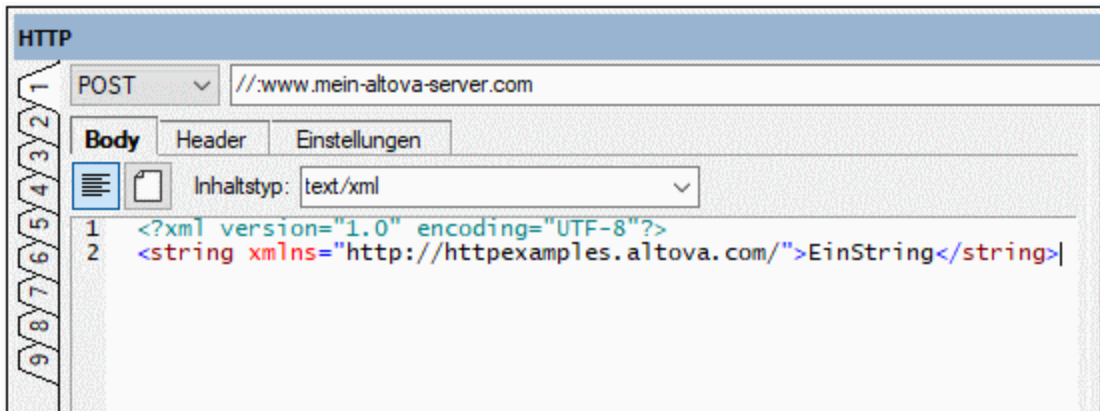 HTTP
1 POST //:www.mein-altova-server.com
2 Body Header Einstellungen
3
4 Inhaltstyp: text/xml
5 1 <?xml version="1.0" encoding="UTF-8"?>
6 2 <string xmlns="http://httpexamples.altova.com/">EinString</string>
7
8
9